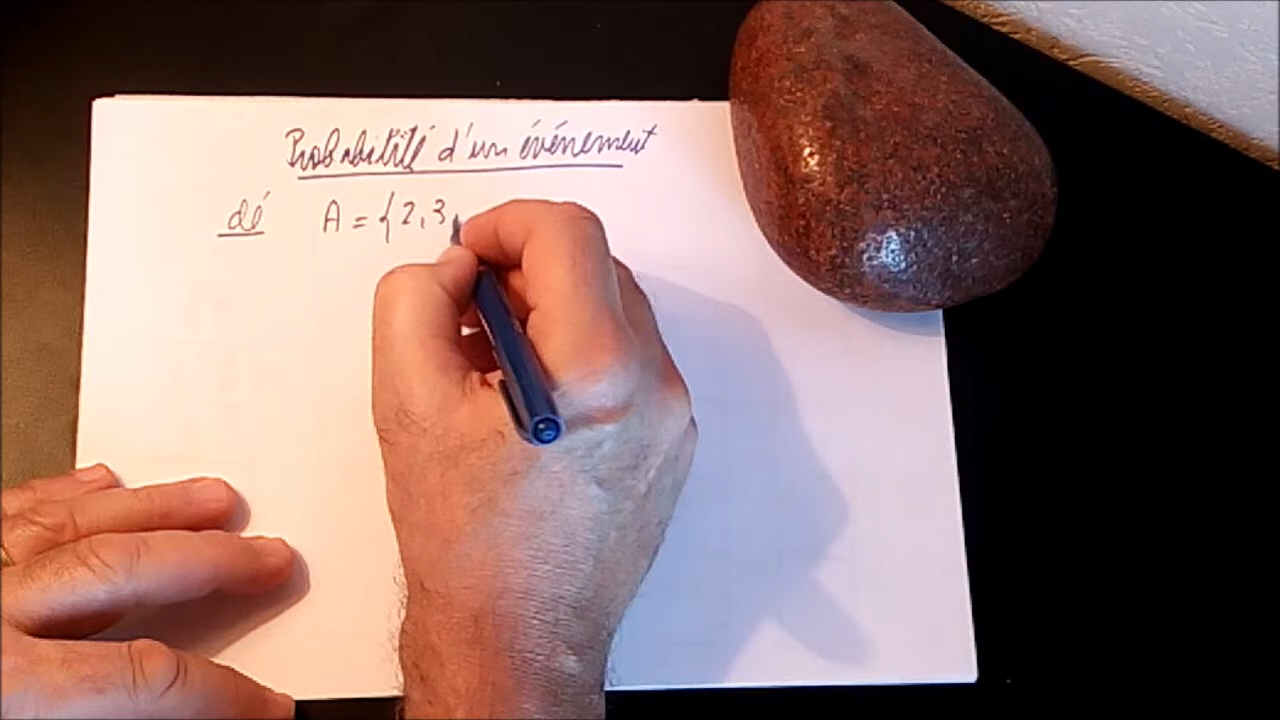 Probabilité d'un événement
dé A = {2,3,